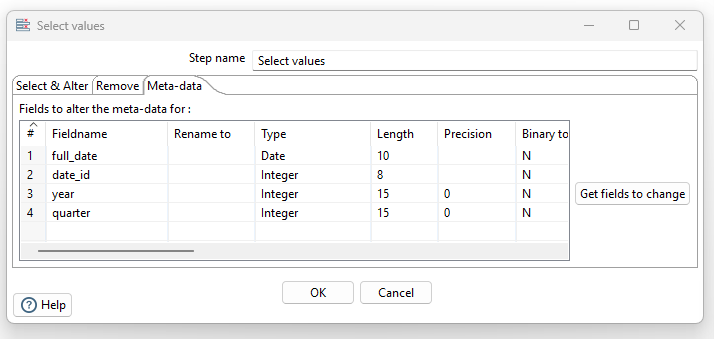 Select values
Step name Select values
Select & Alter Remove Meta-data
Fields to alter the meta-data for :
# Fieldname Rename to Type Length Precision Binary to
1 full_date Date 10 N
2 date_id Integer 8 N
3 year Integer 15 0 N
4 quarter Integer 15 0 N
Get fields to change
OK Cancel
Help